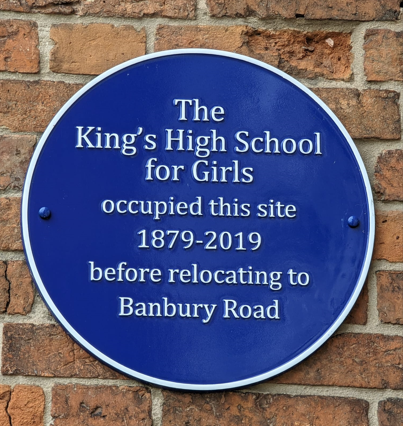 The
King's High School
for Girls
occupied this site
1879-2019
before relocating to
Banbury Road